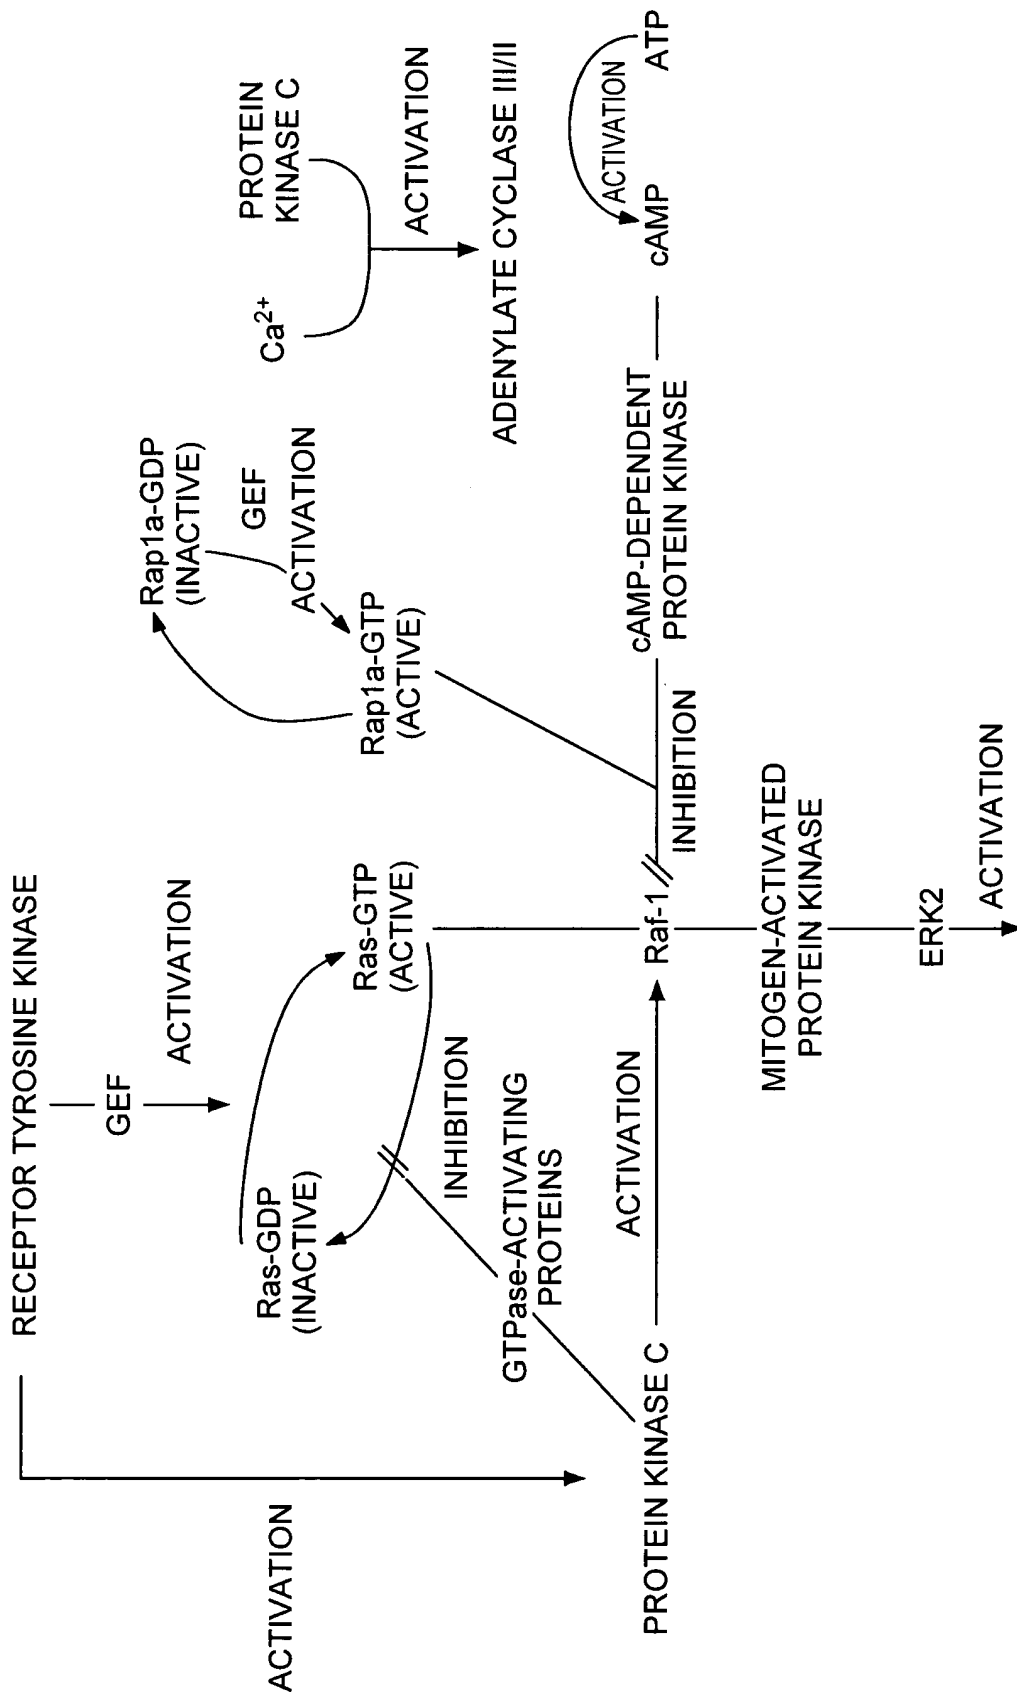 RECEPTOR TYROSINE KINASE
ACTIVATION
GEF
ACTIVATION
Ras-GDP
(INACTIVE)
Ras-GTP
(ACTIVE)
INHIBITION
GTPase-ACTIVATING
PROTEINS
PROTEIN KINASE C
ACTIVATION
Raf-1
MITOGEN-ACTIVATED
PROTEIN KINASE
ERK2
ACTIVATION
Rap1a-GDP
(INACTIVE)
GEF
ACTIVATION
Rap1a-GTP
(ACTIVE)
INHIBITION
cAMP-DEPENDENT
PROTEIN KINASE
Ca2+
PROTEIN
KINASE C
ACTIVATION
ADENYLATE CYCLASE III/II
cAMP
ACTIVATION
ATP